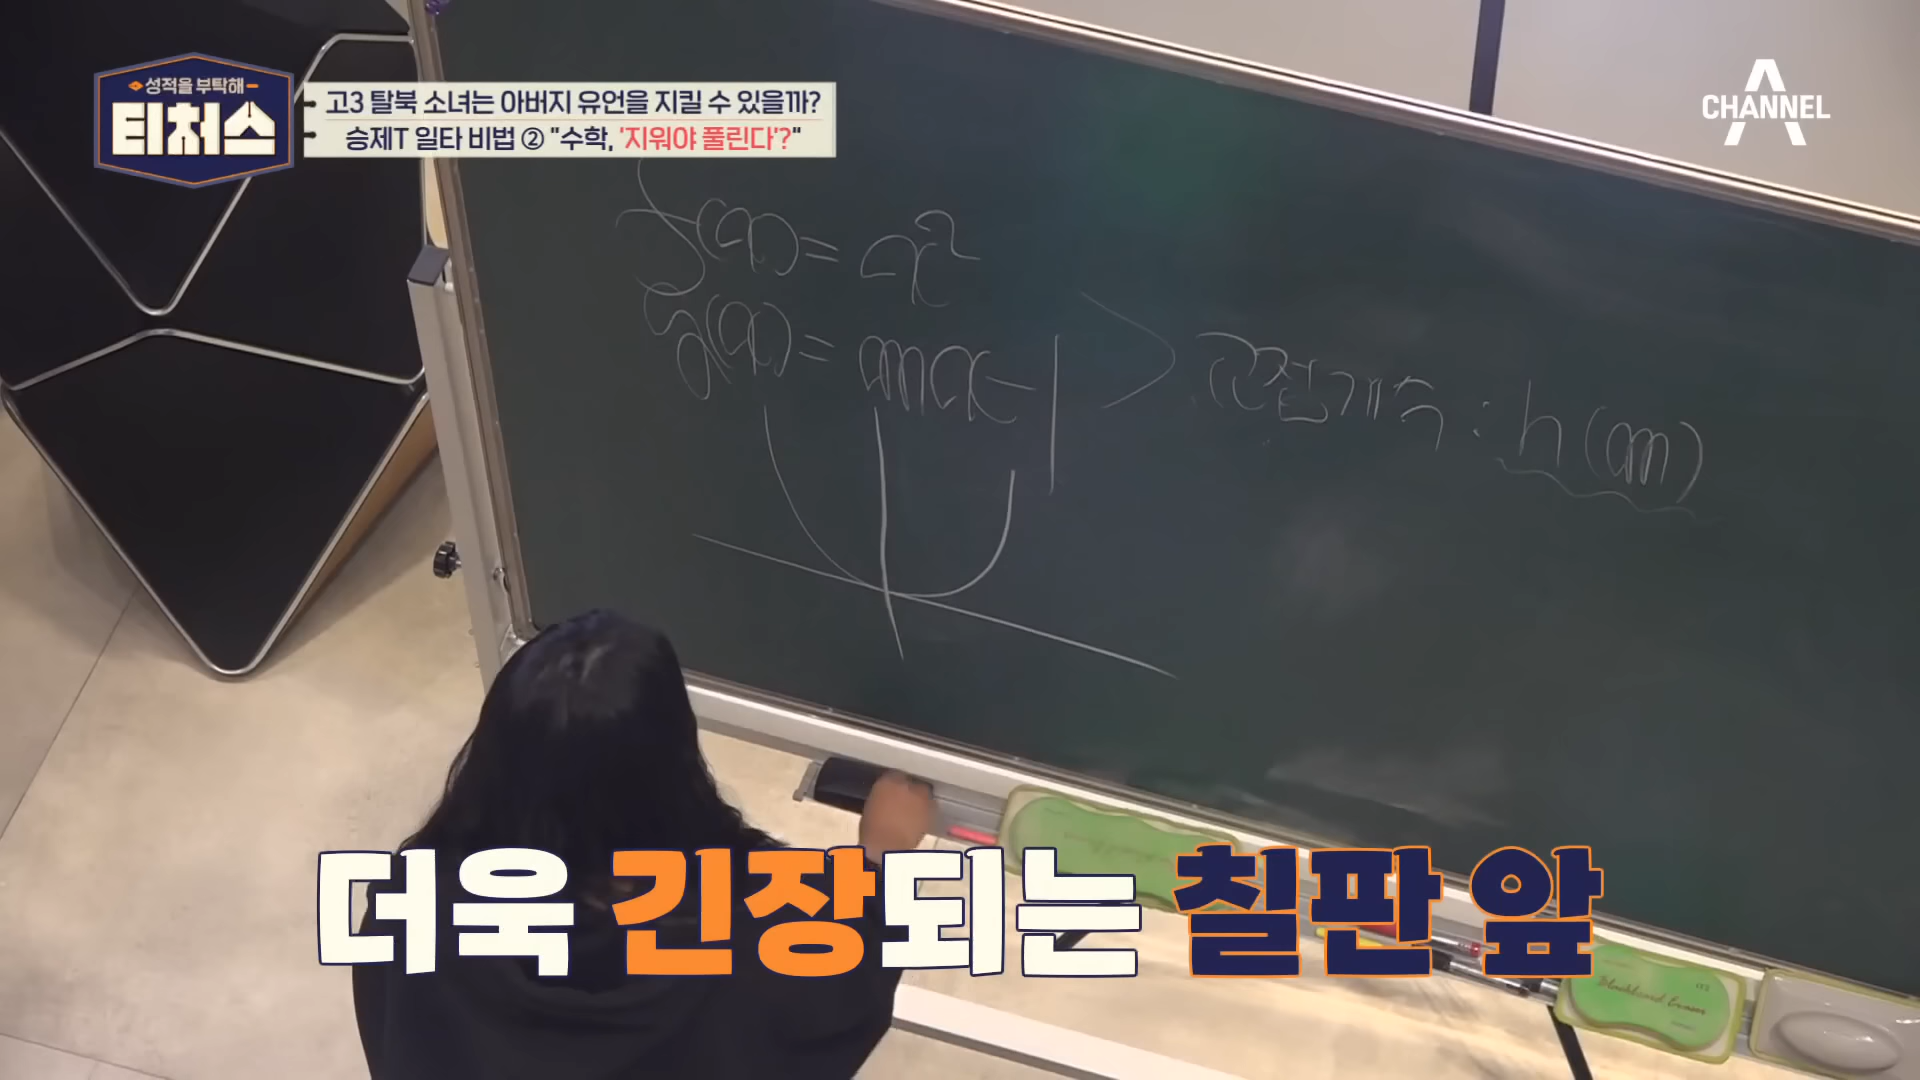 성적을 부탁해
티처스
고3 탈북 소녀는 아버지 유언을 지킬 수 있을까?
승제T 일타 비법 ② "수학, '지워야 풀린다'?"
CHANNEL A
f(x) = x²
g(x) = mx-1
교점개수 : h(m)
더욱 긴장되는 칠판 앞
Blackboard Eraser